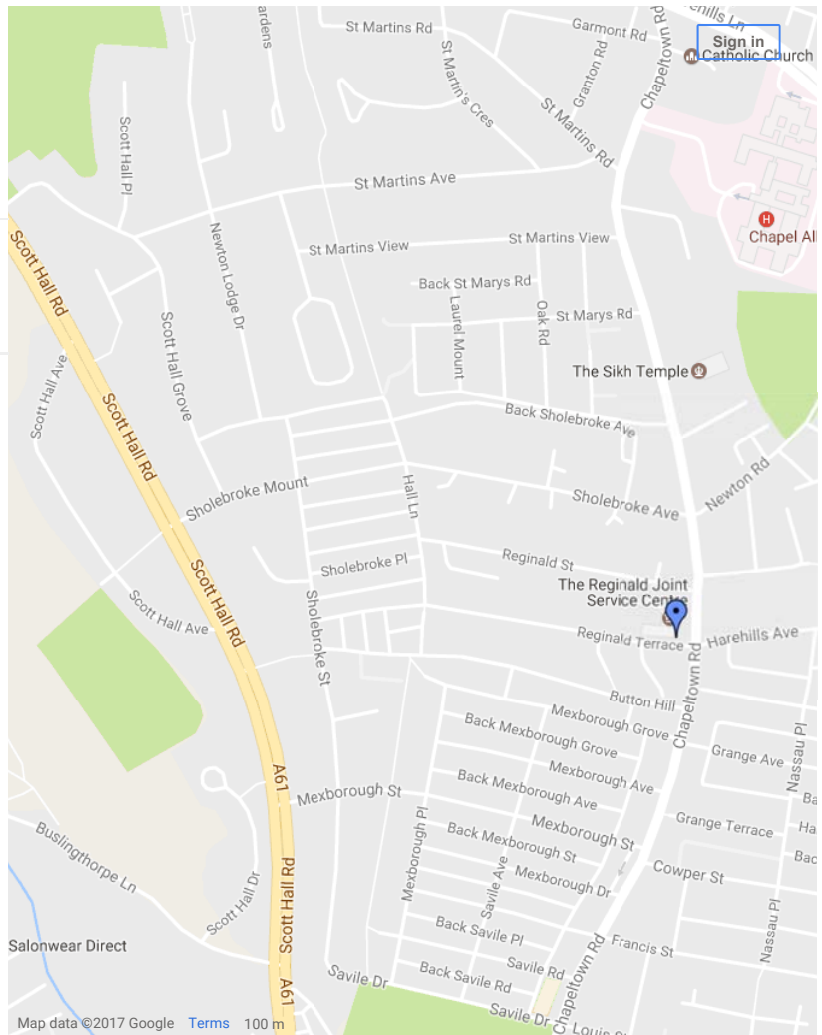 St Martins Rd
Garmont Rd
Sign in
Catholic Church
Granton Rd
Chapeltown Rd
St Martin's Cres
St Martins Rd
Scott Hall Pl
St Martins Ave
H
Chapel All
Scott Hall Rd
Newton Lodge Dr
St Martins View
St Martins View
Back St Marys Rd
Laurel Mount
Oak Rd
St Marys Rd
Scott Hall Grove
Scott Hall Ave
The Sikh Temple
Scott Hall Rd
Back Sholebroke
Ave
Sholebroke Mount
Hall Ln
Sholebroke Ave
Newton Rd
Sholebroke Pl
Reginald St
Scott Hall Rd
The Reginald Joint
Service Centre
Scott Hall Ave
Sholebroke St
Reginald Terrace
Harehills Ave
Button Hill
Chapeltown Rd
Mexborough Grove
Back Mexborough Grove
Grange Ave
Nassau Pl
A61
Mexborough St
Mexborough Ave
Back Mexborough Ave
Mexborough Pl
Mexborough St
Grange Terrace
Ha
Ba
Back
Buslingthorpe Ln
Back Mexborough St
Mexborough Dr
Cowper St
Scott Hall Rd
Scott Hall Dr
Savile Ave
Nassau Pl
Back Savile Pl
Francis St
Salonwear Direct
Savile Rd
Chapeltown Rd
Savile Dr
Back Savile Rd
A61
Savile Dr
Louis
Map data ©2017 Google Terms 100 m